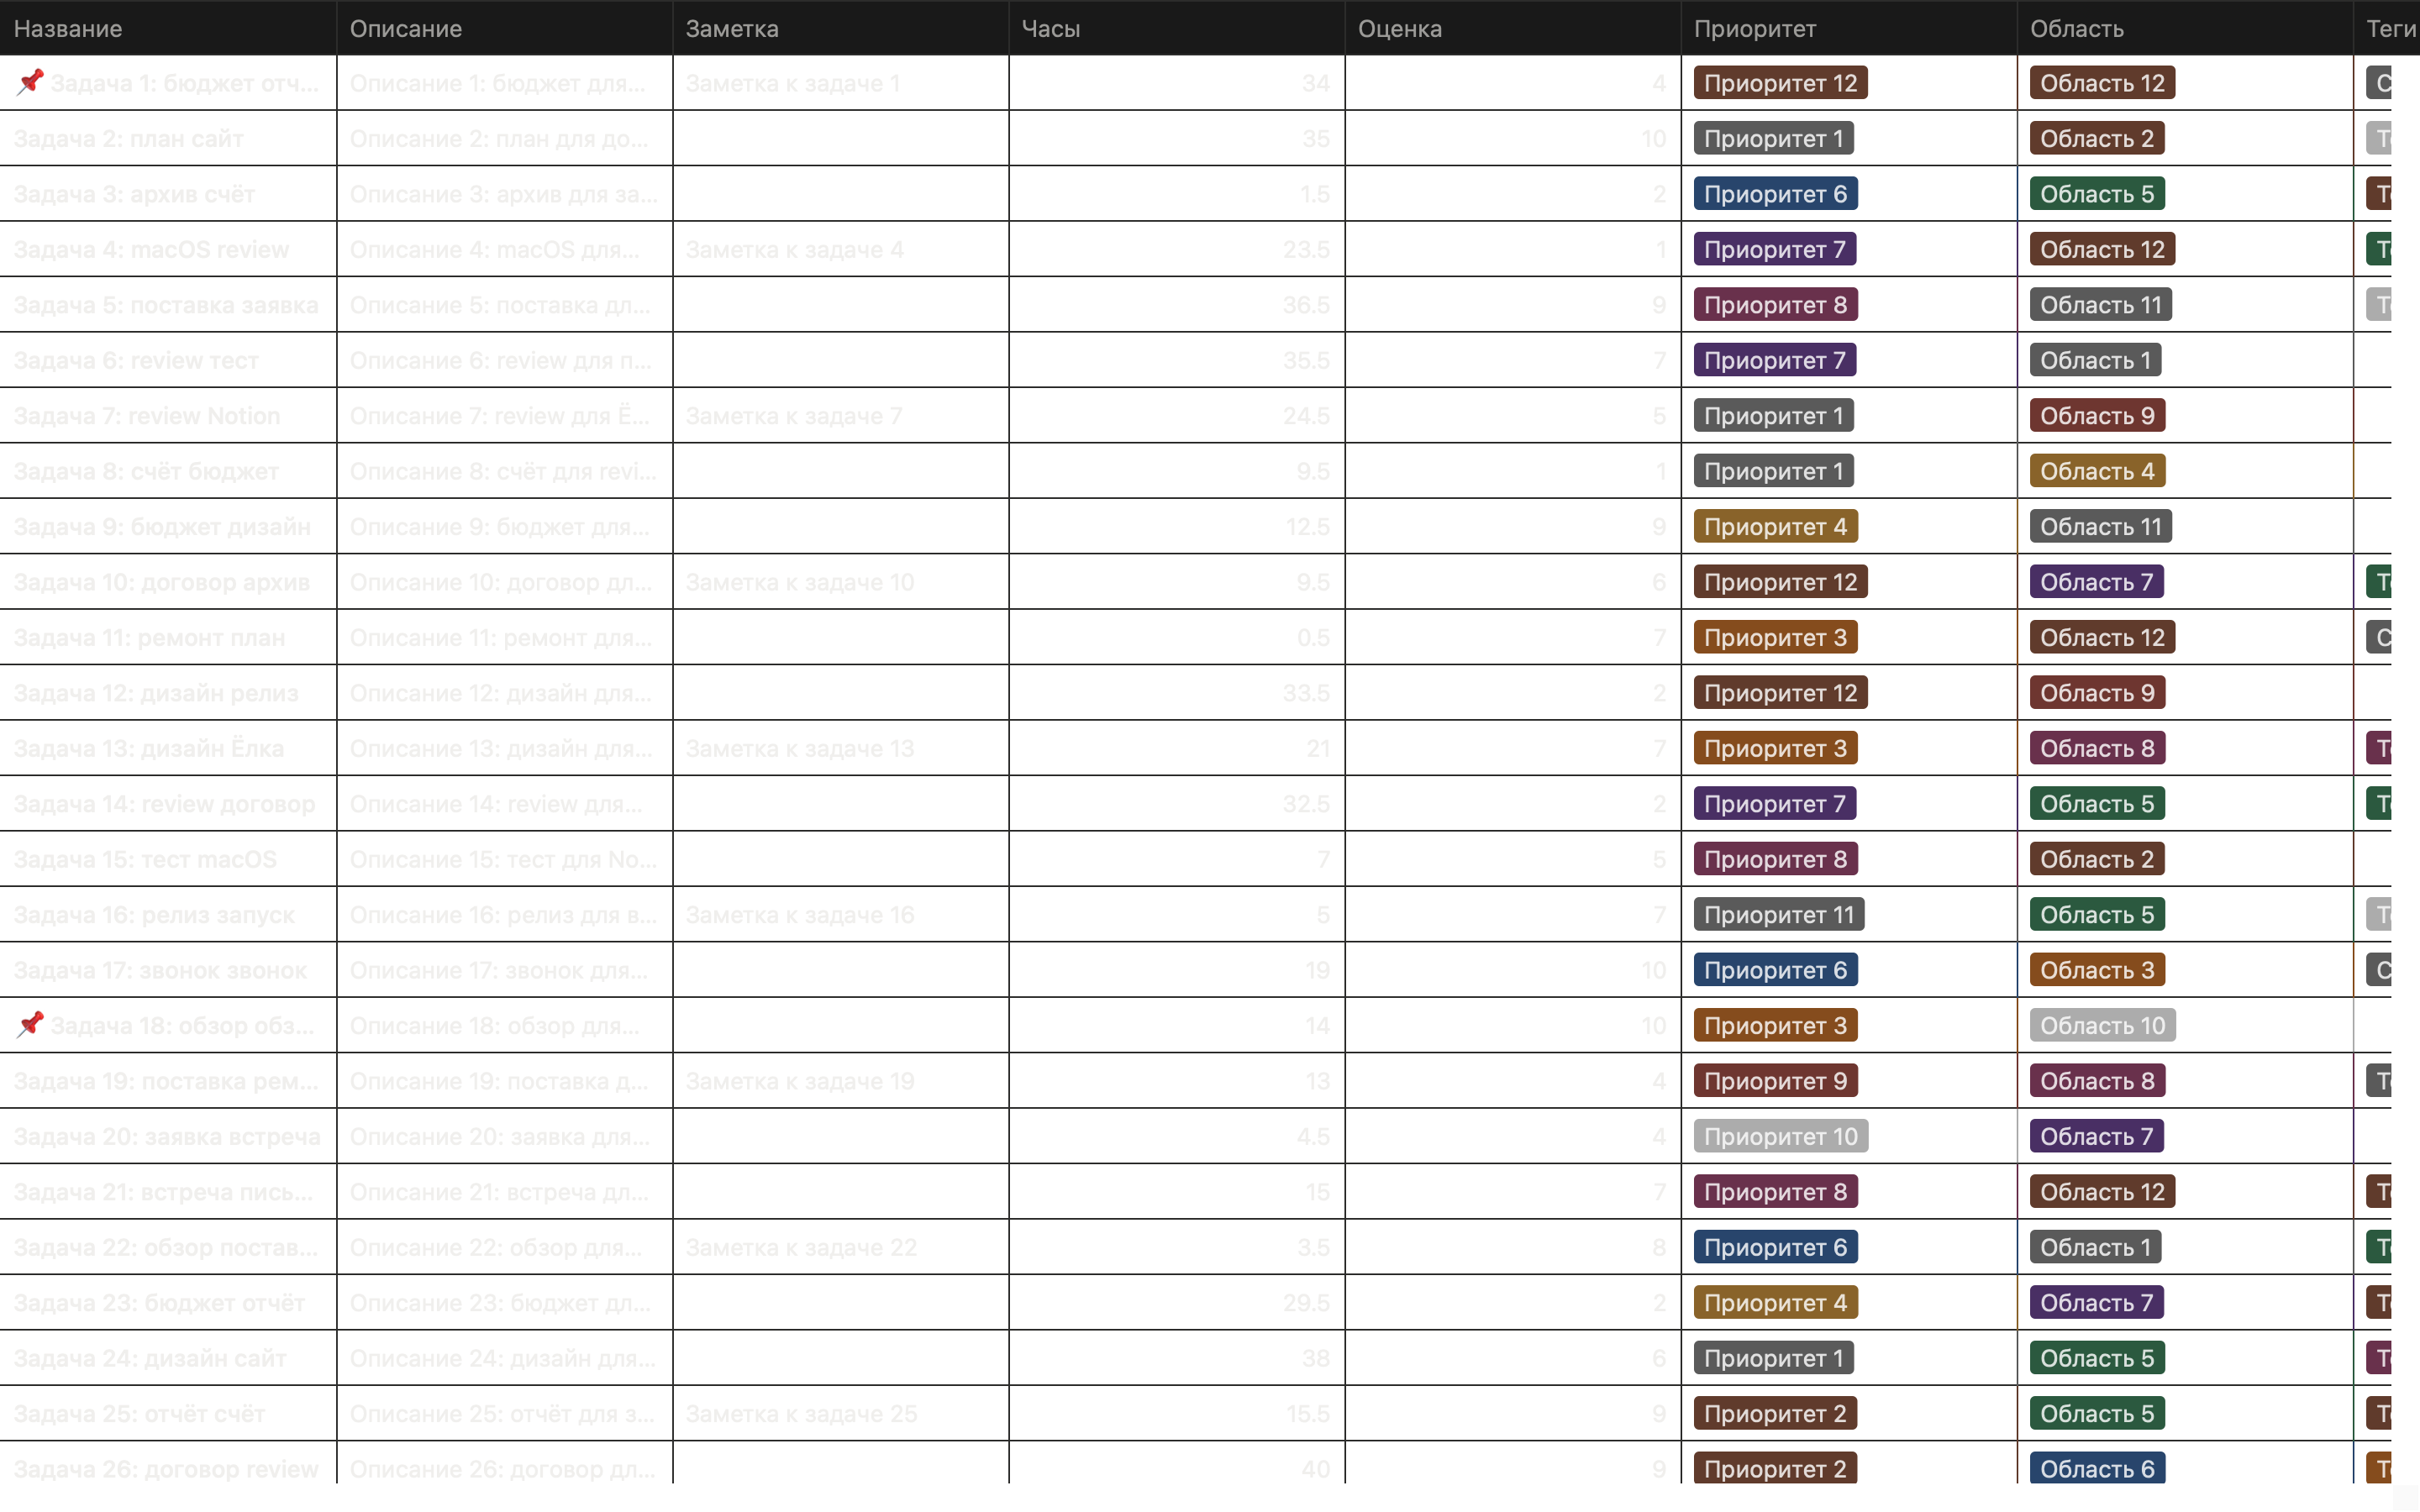 Название Описание Заметка Часы Оценка Приоритет Область Теги
Задача 1: бюджет отч... Описание 1: бюджет для... Заметка к задаче 1 34 4 Приоритет 12 Область 12
Задача 2: план сайт Описание 2: план для до... 35 10 Приоритет 1 Область 2
Задача 3: архив счёт Описание 3: архив для за... 1.5 2 Приоритет 6 Область 5
Задача 4: macOS review Описание 4: macOS для... Заметка к задаче 4 23.5 1 Приоритет 7 Область 12
Задача 5: поставка заявка Описание 5: поставка дл... 36.5 9 Приоритет 8 Область 11
Задача 6: review тест Описание 6: review для п... 35.5 7 Приоритет 7 Область 1
Задача 7: review Notion Описание 7: review для Ё... Заметка к задаче 7 24.5 5 Приоритет 1 Область 9
Задача 8: счёт бюджет Описание 8: счёт для revi... 9.5 1 Приоритет 1 Область 4
Задача 9: бюджет дизайн Описание 9: бюджет для... 12.5 9 Приоритет 4 Область 11
Задача 10: договор архив Описание 10: договор дл... Заметка к задаче 10 9.5 6 Приоритет 12 Область 7
Задача 11: ремонт план Описание 11: ремонт для... 0.5 7 Приоритет 3 Область 12
Задача 12: дизайн релиз Описание 12: дизайн для... 33.5 2 Приоритет 12 Область 9
Задача 13: дизайн Ёлка Описание 13: дизайн для... Заметка к задаче 13 21 7 Приоритет 3 Область 8
Задача 14: review договор Описание 14: review для... 32.5 2 Приоритет 7 Область 5
Задача 15: тест macOS Описание 15: тест для No... 7 5 Приоритет 8 Область 2
Задача 16: релиз запуск Описание 16: релиз для в... Заметка к задаче 16 5 7 Приоритет 11 Область 5
Задача 17: звонок звонок Описание 17: звонок для... 19 10 Приоритет 6 Область 3
Задача 18: обзор обз... Описание 18: обзор для... 14 10 Приоритет 3 Область 10
Задача 19: поставка рем... Описание 19: поставка д... Заметка к задаче 19 13 4 Приоритет 9 Область 8
Задача 20: заявка встреча Описание 20: заявка для... 4.5 4 Приоритет 10 Область 7
Задача 21: встреча пись... Описание 21: встреча дл... 15 7 Приоритет 8 Область 12
Задача 22: обзор постав... Описание 22: обзор для... Заметка к задаче 22 3.5 8 Приоритет 6 Область 1
Задача 23: бюджет отчёт Описание 23: бюджет дл... 29.5 2 Приоритет 4 Область 7
Задача 24: дизайн сайт Описание 24: дизайн для... 38 6 Приоритет 1 Область 5
Задача 25: отчёт счёт Описание 25: отчёт для з... Заметка к задаче 25 15.5 9 Приоритет 2 Область 5
Задача 26: договор review Описание 26: договор дл... 40 9 Приоритет 2 Область 6